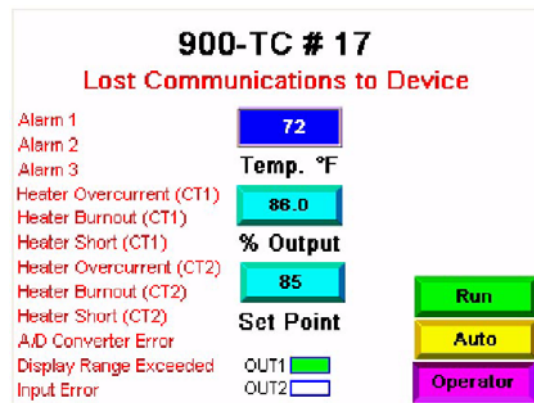 900-TC # 17
Lost Communications to Device
Alarm 1
Alarm 2
Alarm 3
Heater Overcurrent (CT1)
Heater Burnout (CT1)
Heater Short (CT1)
Heater Overcurrent (CT2)
Heater Burnout (CT2)
Heater Short (CT2)
A/D Converter Error
Display Range Exceeded
Input Error
72
Temp. °F
86.0
% Output
85
Set Point
OUT1
OUT2
Run
Auto
Operator